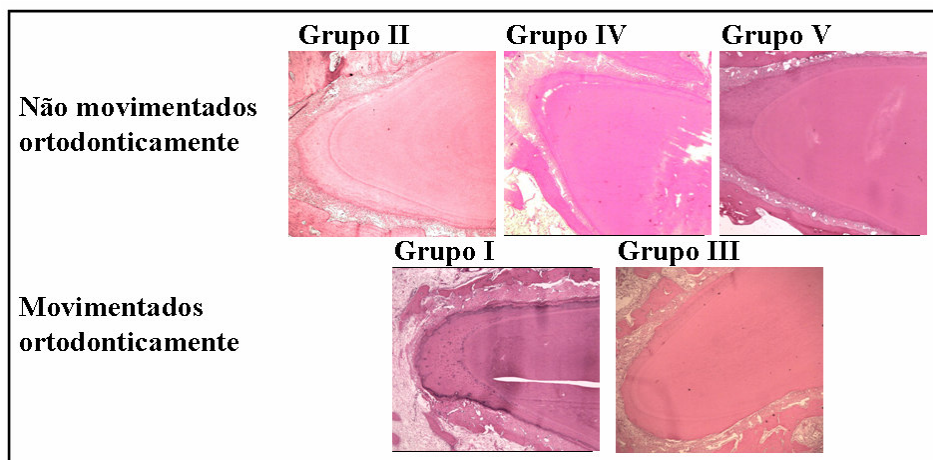 Grupo II
Grupo IV
Grupo V
Não movimentados
ortodonticamente
Grupo I
Grupo III
Movimentados
ortodonticamente